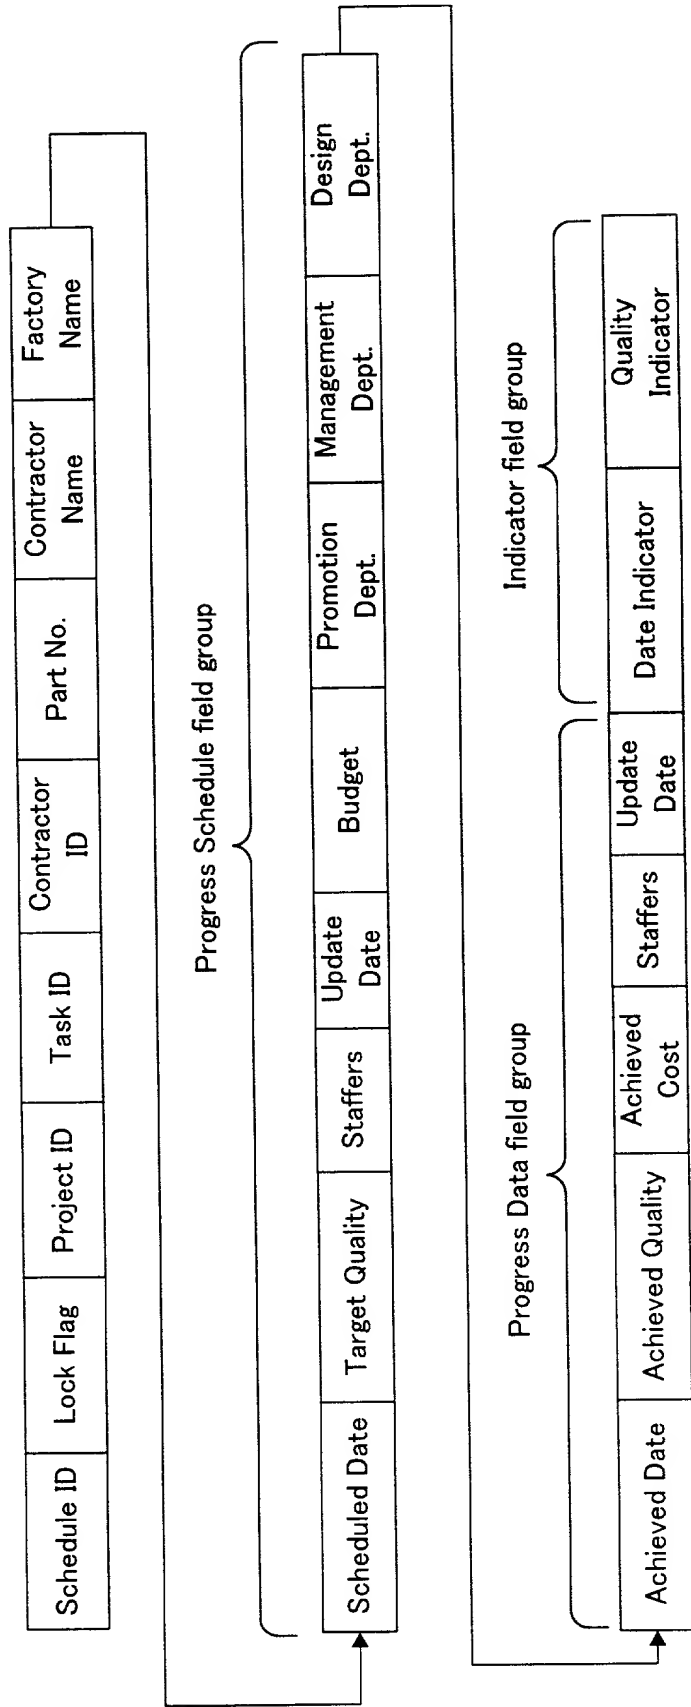 Schedule ID
Lock Flag
Project ID
Task ID
Contractor
ID
Part No.
Contractor
Name
Factory
Name
Progress Schedule field group
Scheduled Date
Target Quality
Staffers
Update
Date
Budget
Promotion
Dept.
Management
Dept.
Design
Dept.
Progress Data field group
Indicator field group
Achieved Date
Achieved Quality
Achieved
Cost
Staffers
Update
Date
Date Indicator
Quality
Indicator